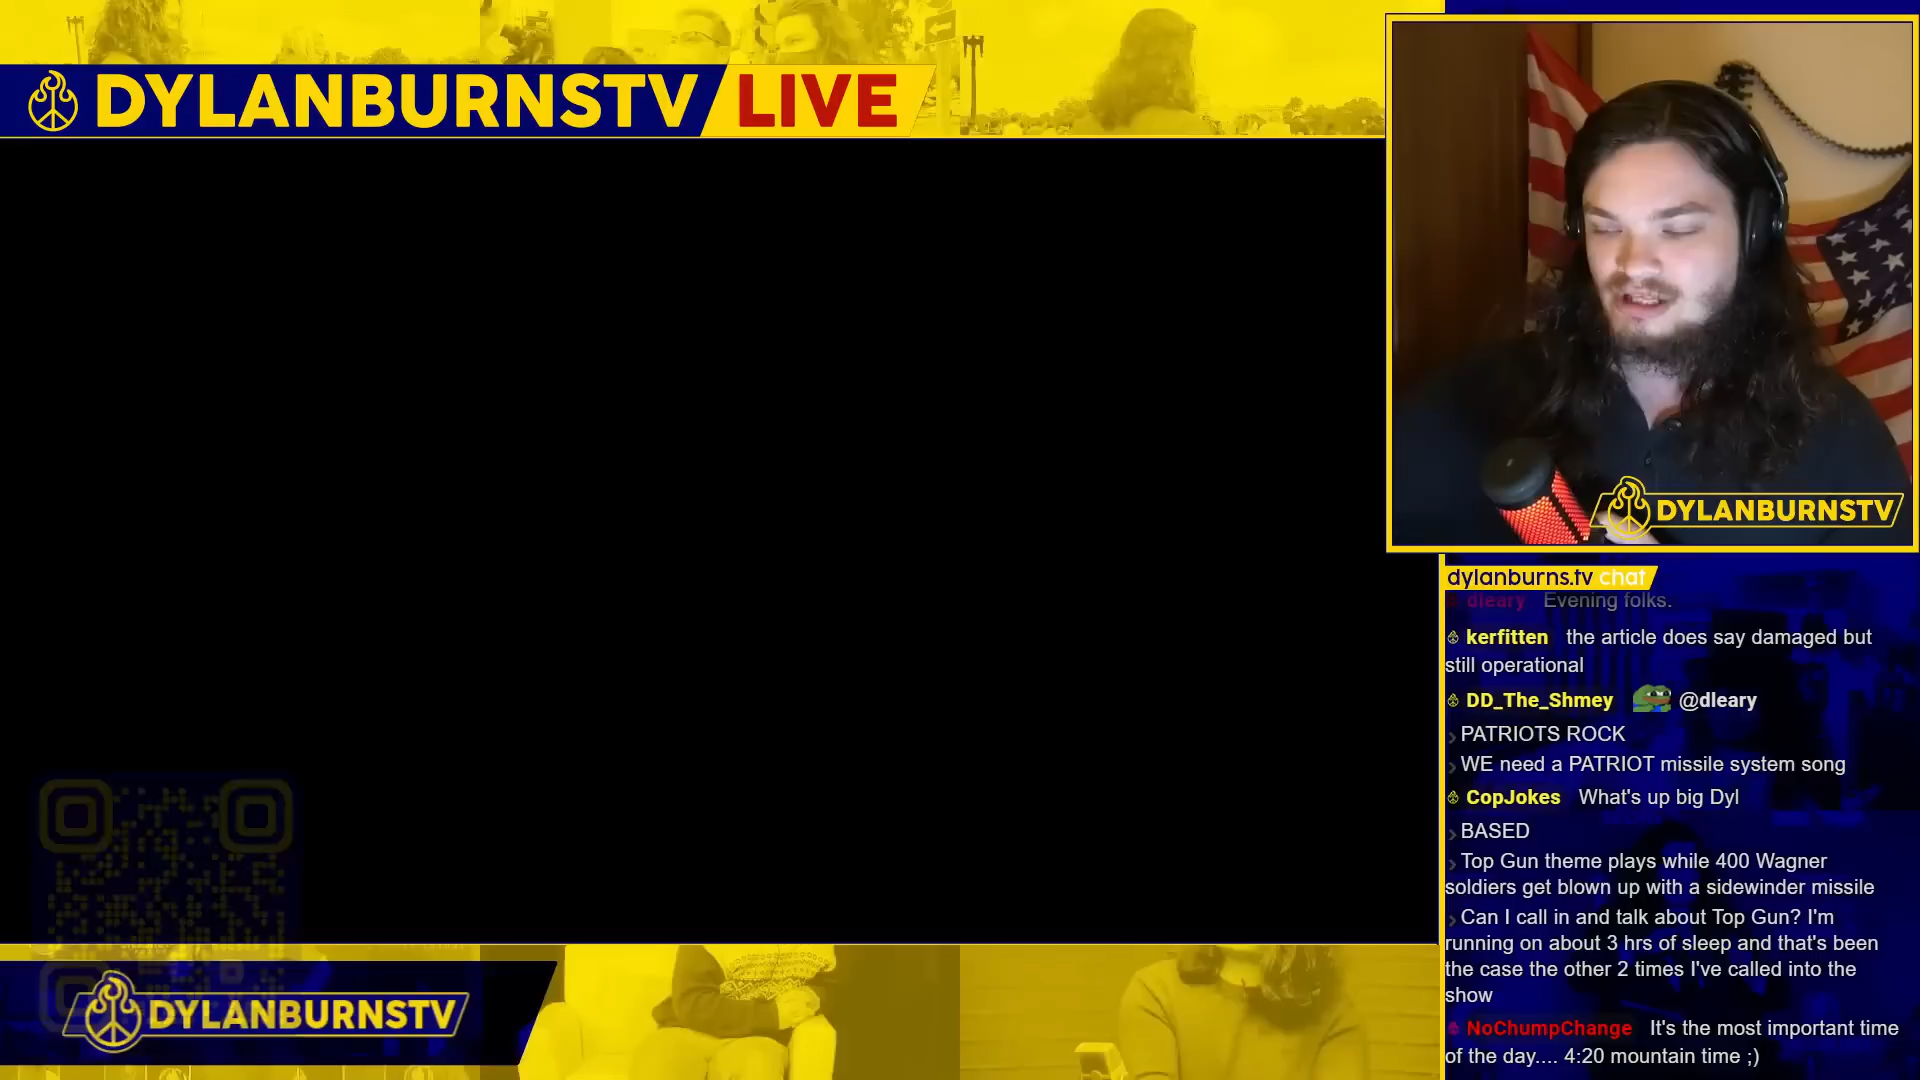 DYLANBURNSTV LIVE
DYLANBURNSTV
dylanburns.tv chat
dleary Evening folks.
kerfitten the article does say damaged but
still operational
DD_The_Shmey @dleary
PATRIOTS ROCK
WE need a PATRIOT missile system song
CopJokes What's up big Dyl
BASED
Top Gun theme plays while 400 Wagner
soldiers get blown up with a sidewinder missile
Can I call in and talk about Top Gun? I'm
running on about 3 hrs of sleep and that's been
the case the other 2 times I've called into the
show
NoChumpChange It's the most important time
of the day.... 4:20 mountain time ;)
DYLANBURNSTV